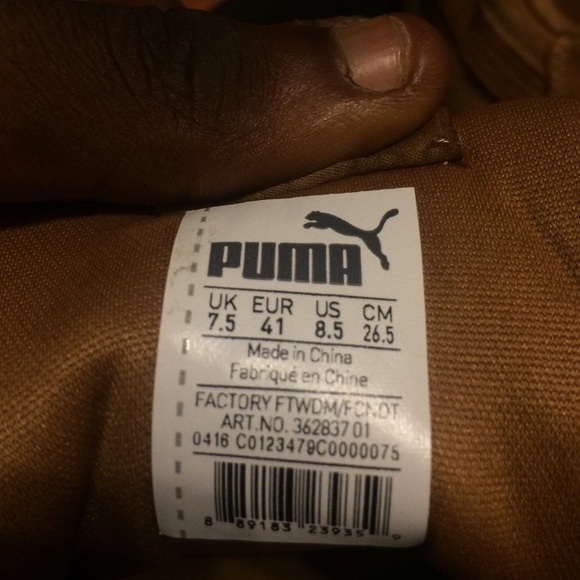 PUMA
UK EUR US CM
7.5 41 8.5 26.5
Made in China
Fabriqué en Chine
FACTORY FTWDM/FCNDT
ART.NO. 362837 01
0416 C0123479C0000075
8 89183 23935 9